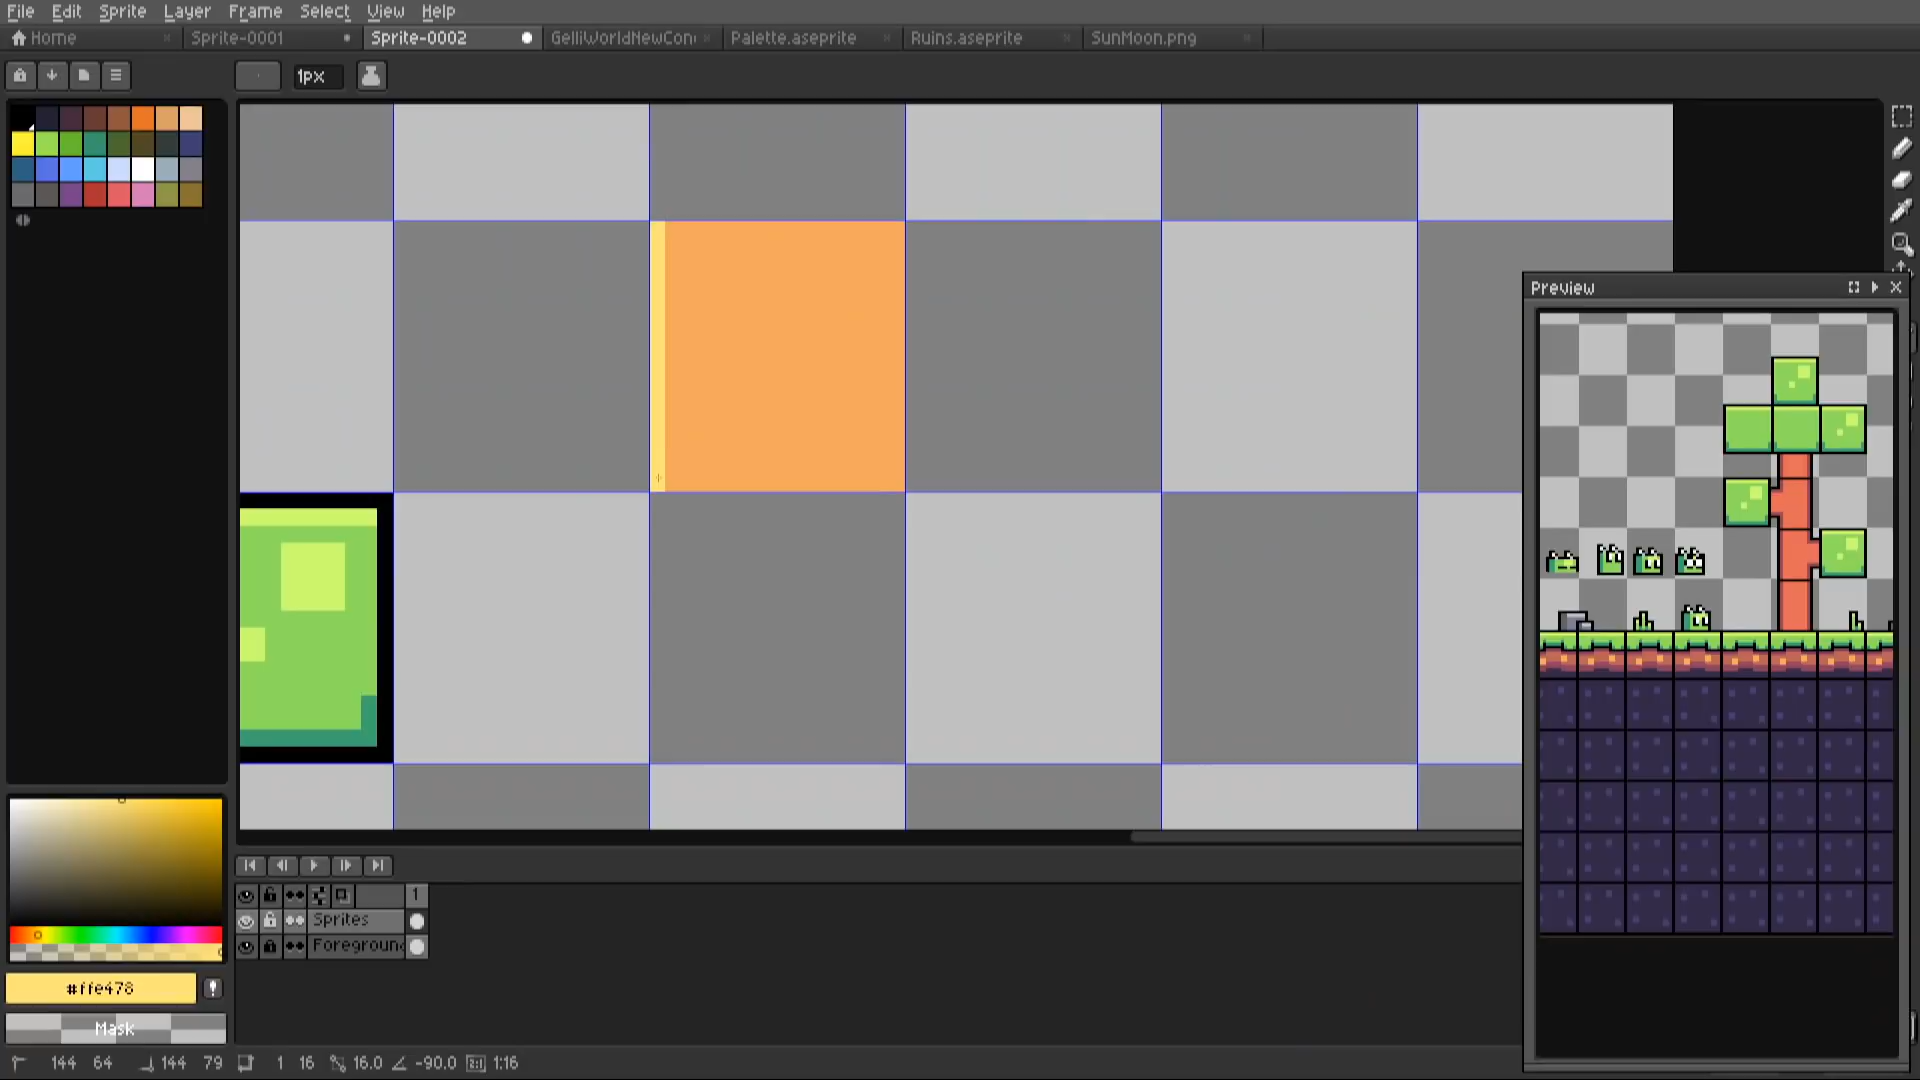 File Edit Sprite Layer Frame Select View Help
Home Sprite-0001 Sprite-0002 GelliWorldNewCon Palette.aseprite Ruins.aseprite SunMoon.png
1px
Preview
1
Sprites
Foreground
#ffe478
Mask
144 64 144 79 1 16 16.0 -90.0 1:16